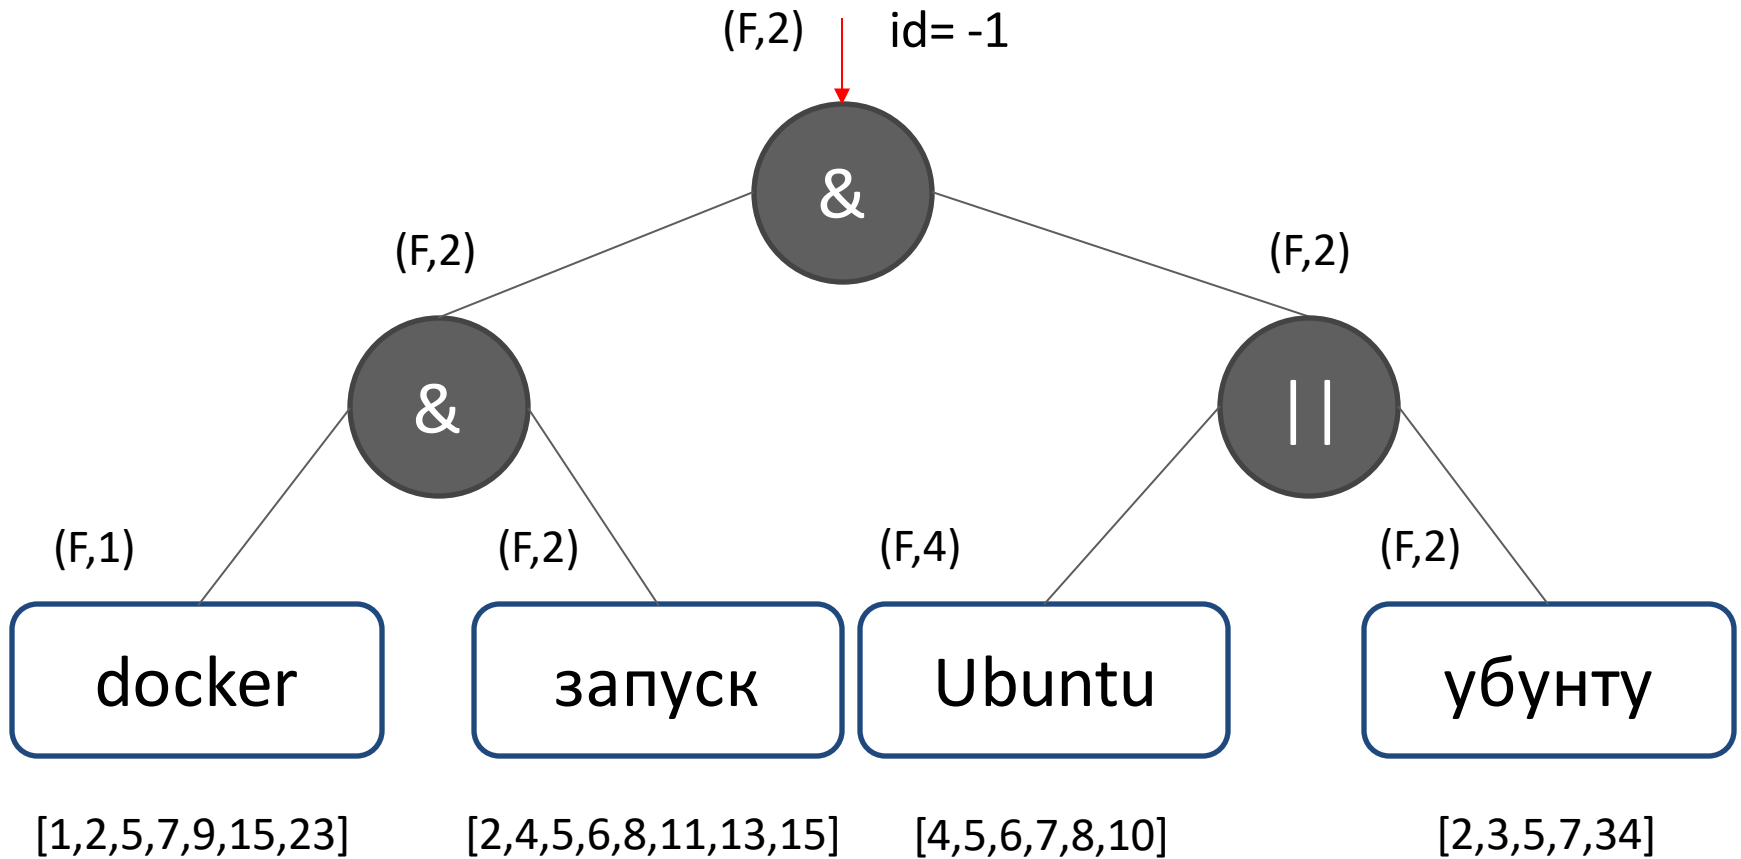 (F,2) id= -1
&
(F,2) (F,2)
& ||
(F,1) (F,2) (F,4) (F,2)
docker запуск Ubuntu убунту
[1,2,5,7,9,15,23] [2,4,5,6,8,11,13,15] [4,5,6,7,8,10] [2,3,5,7,34]